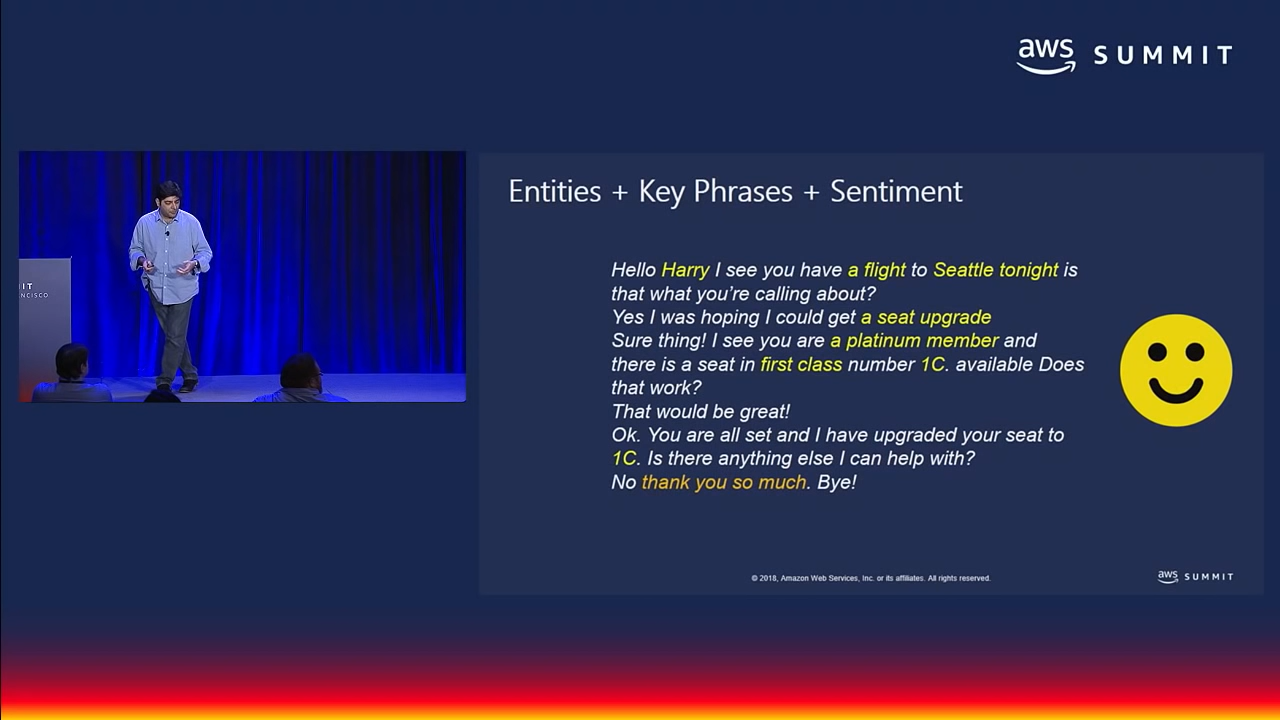 aws SUMMIT
IT
NCISCO
Entities + Key Phrases + Sentiment
Hello Harry I see you have a flight to Seattle tonight is
that what you're calling about?
Yes I was hoping I could get a seat upgrade
Sure thing! I see you are a platinum member and
there is a seat in first class number 1C. available Does
that work?
That would be great!
Ok. You are all set and I have upgraded your seat to
1C. Is there anything else I can help with?
No thank you so much. Bye!
© 2018, Amazon Web Services, Inc. or its affiliates. All rights reserved.
aws SUMMIT